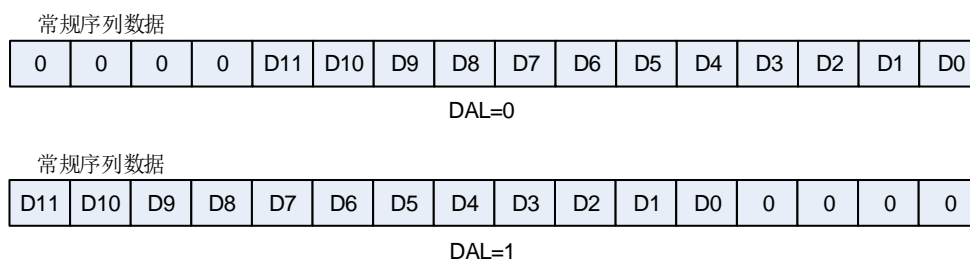 常规序列数据
0 0 0 0 D11 D10 D9 D8 D7 D6 D5 D4 D3 D2 D1 D0
DAL=0
常规序列数据
D11 D10 D9 D8 D7 D6 D5 D4 D3 D2 D1 D0 0 0 0 0
DAL=1